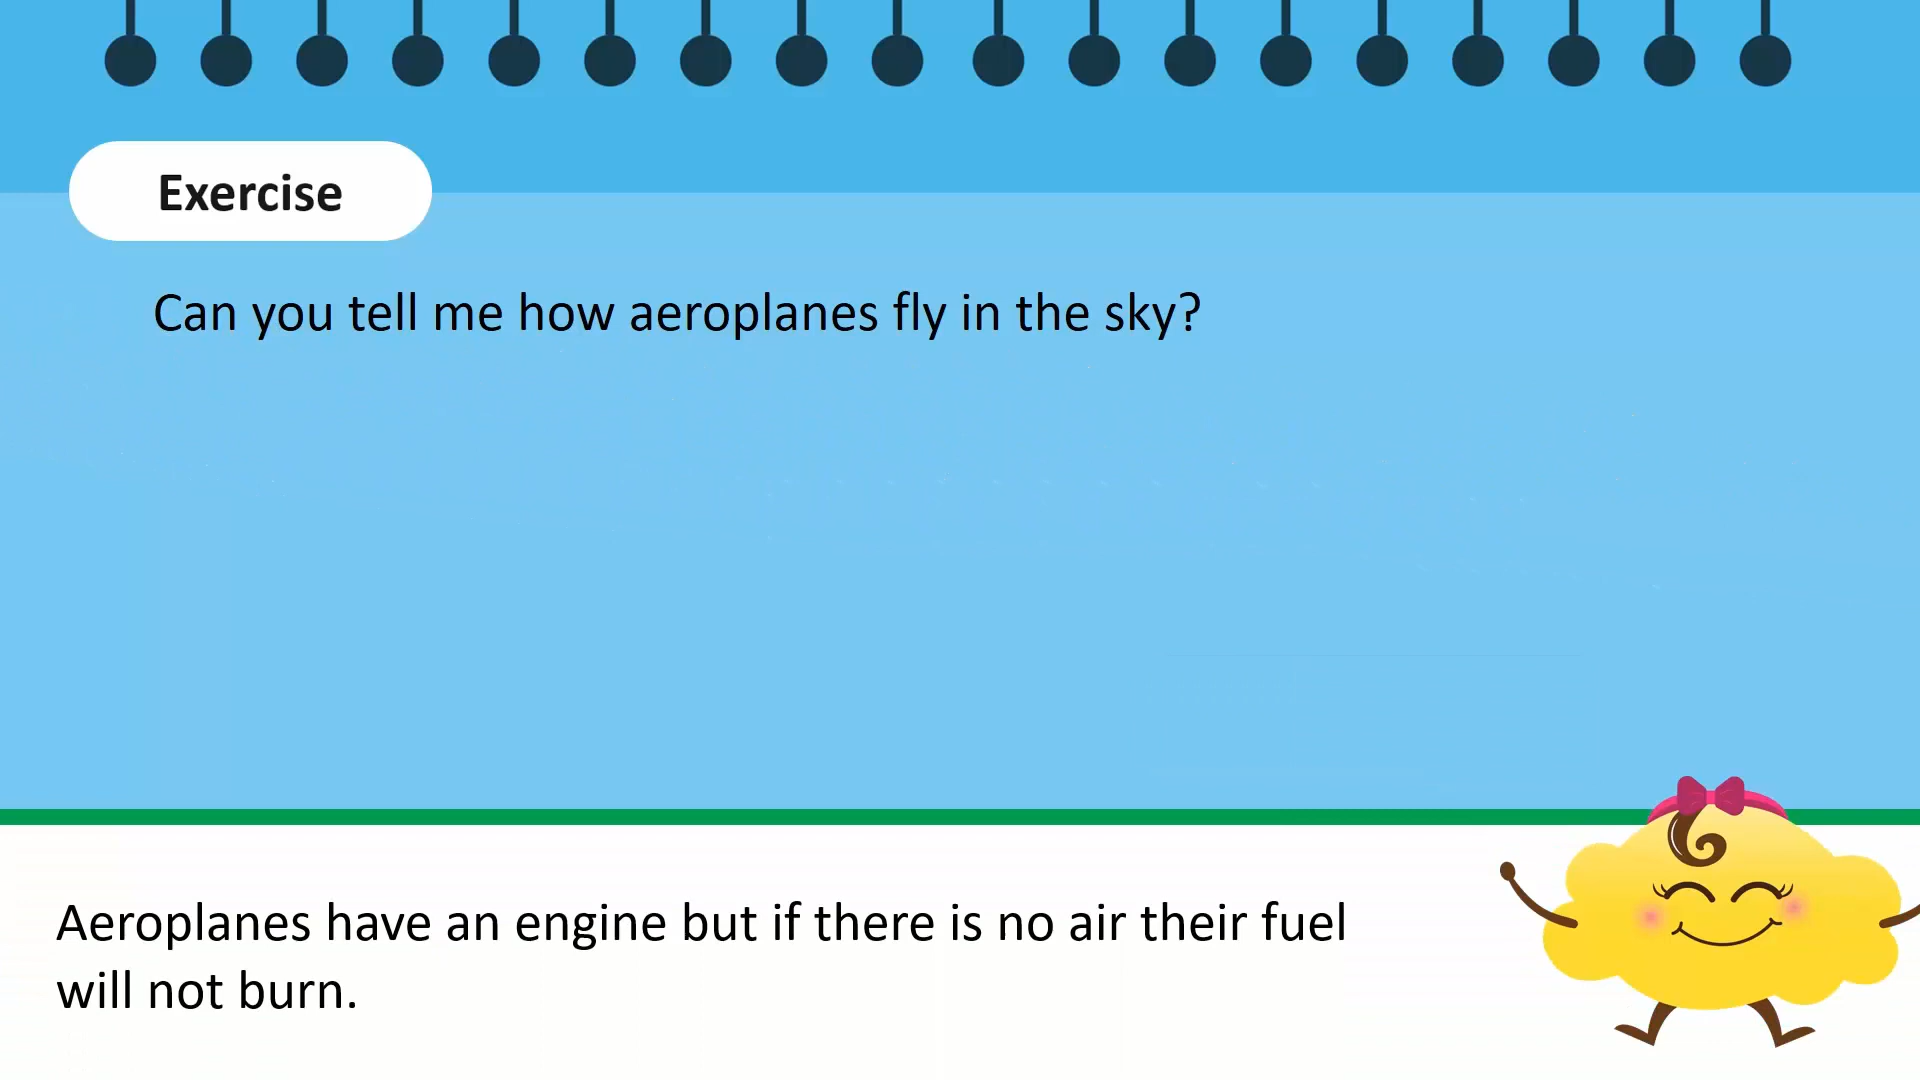 Exercise
Can you tell me how aeroplanes fly in the sky?
Aeroplanes have an engine but if there is no air their fuel
will not burn.